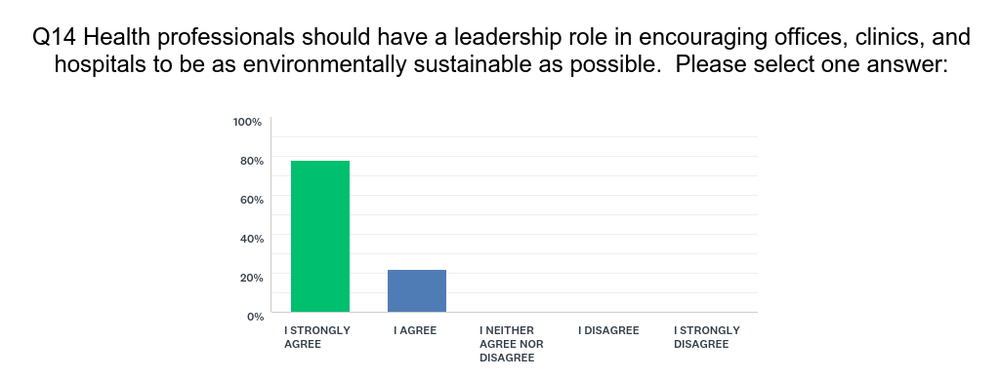 Q14 Health professionals should have a leadership role in encouraging offices, clinics, and
hospitals to be as environmentally sustainable as possible.  Please select one answer:
100%
80%
60%
40%
20%
0%
I STRONGLY
AGREE
I AGREE
I NEITHER
AGREE NOR
DISAGREE
I DISAGREE
I STRONGLY
DISAGREE